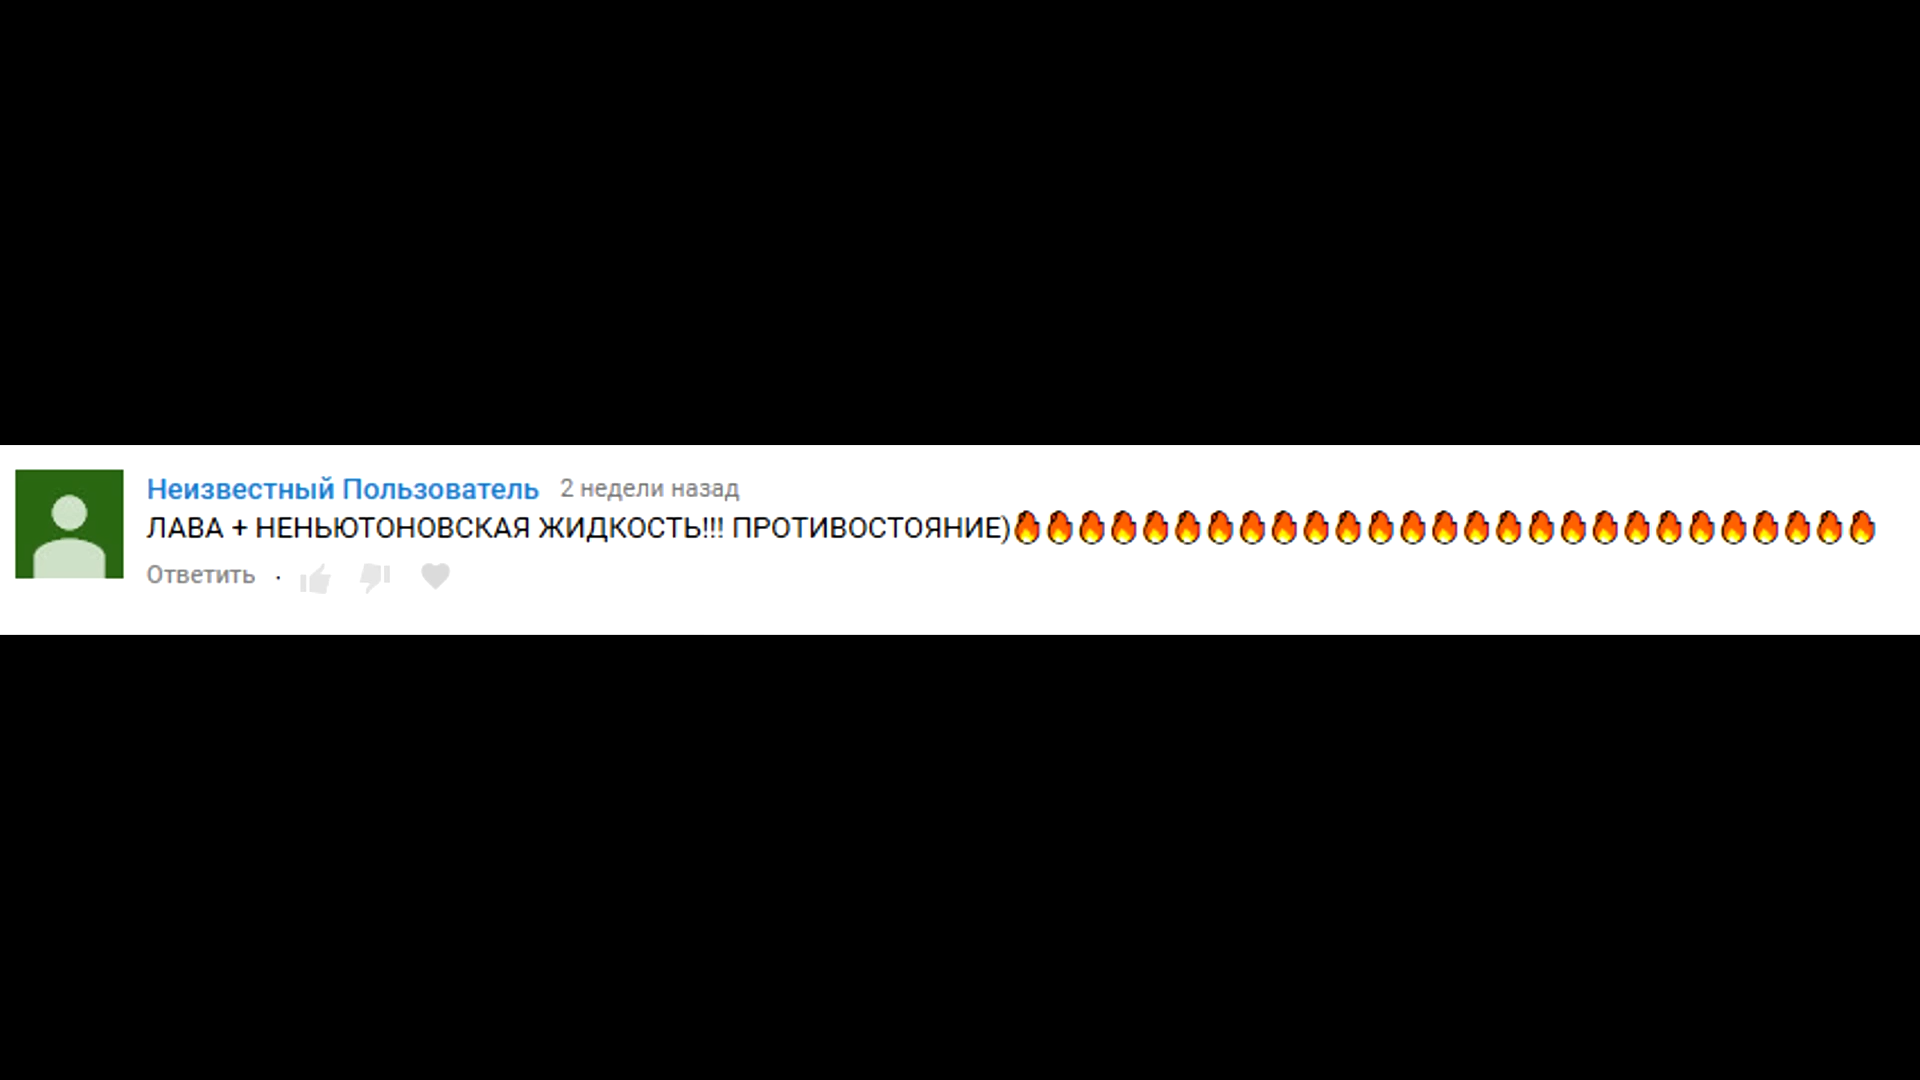 Неизвестный Пользователь 2 недели назад
ЛАВА + НЕНЬЮТОНОВСКАЯ ЖИДКОСТЬ!!! ПРОТИВОСТОЯНИЕ)🔥🔥🔥🔥🔥🔥🔥🔥🔥🔥🔥🔥🔥🔥🔥🔥🔥🔥🔥🔥🔥🔥🔥🔥🔥🔥🔥
Ответить ·